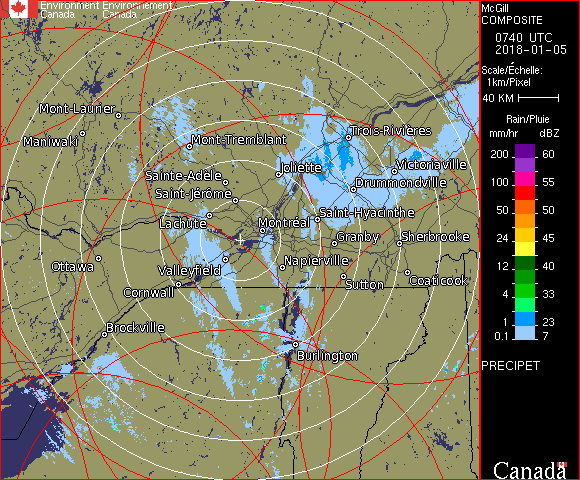 Environment Environnement
Canada Canada
McGill
COMPOSITE
0740 UTC
2018-01-05
Scale/Échelle:
1km/Pixel
40 KM
Rain/Pluie
mm/hr dBZ
200 60
100 55
50 50
24 45
12 40
4 33
1 23
0.1 7
PRECIPET
Canada
Mont-Laurier
Maniwaki
Mont-Tremblant
Trois-Rivières
Joliette
Victoriaville
Sainte-Adèle
Drummondville
Saint-Jérôme
Lachute
Saint-Hyacinthe
Montréal
Granby
Sherbrooke
Ottawa
Valleyfield
Napierville
Cornwall
Sutton
Coaticook
Brockville
Burlington